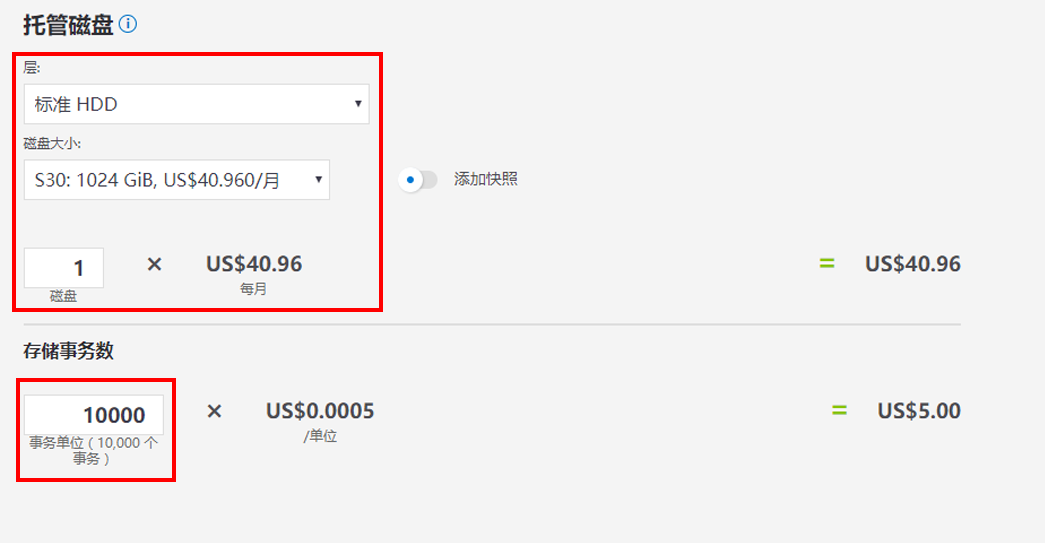 托管磁盘
层:
标准 HDD
磁盘大小:
S30: 1024 GiB, US$40.960/月
添加快照
1 × US$40.96 = US$40.96
磁盘 每月
存储事务数
10000 × US$0.0005 = US$5.00
事务单位 ( 10,000 个 /单位
事务 )